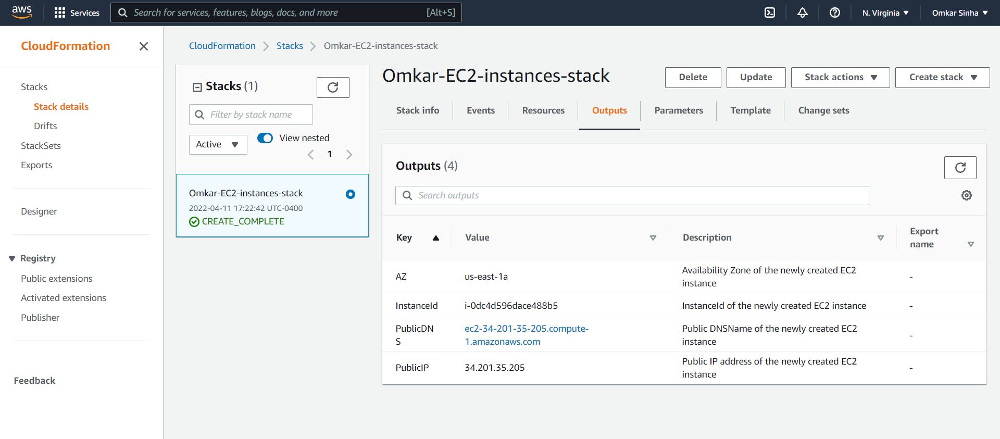 aws
Services
Search for services, features, blogs, docs, and more
[Alt+S]
N. Virginia
Omkar Sinha
CloudFormation
Stacks
Stack details
Drifts
StackSets
Exports
Designer
Registry
Public extensions
Activated extensions
Publisher
Feedback
CloudFormation
Stacks
Omkar-EC2-instances-stack
Stacks (1)
Filter by stack name
Active
View nested
1
Omkar-EC2-instances-stack
2022-04-11 17:22:42 UTC-0400
CREATE_COMPLETE
Omkar-EC2-instances-stack
Delete
Update
Stack actions
Create stack
Stack info
Events
Resources
Outputs
Parameters
Template
Change sets
Outputs (4)
Search outputs
Key
Value
Description
Export
name
AZ
us-east-1a
Availability Zone of the newly created EC2
instance
-
InstanceId
i-0dc4d596dace488b5
InstanceId of the newly created EC2 instance
-
PublicDN
S
ec2-34-201-35-205.compute-
1.amazonaws.com
Public DNSName of the newly created EC2
instance
-
PublicIP
34.201.35.205
Public IP address of the newly created EC2
instance
-